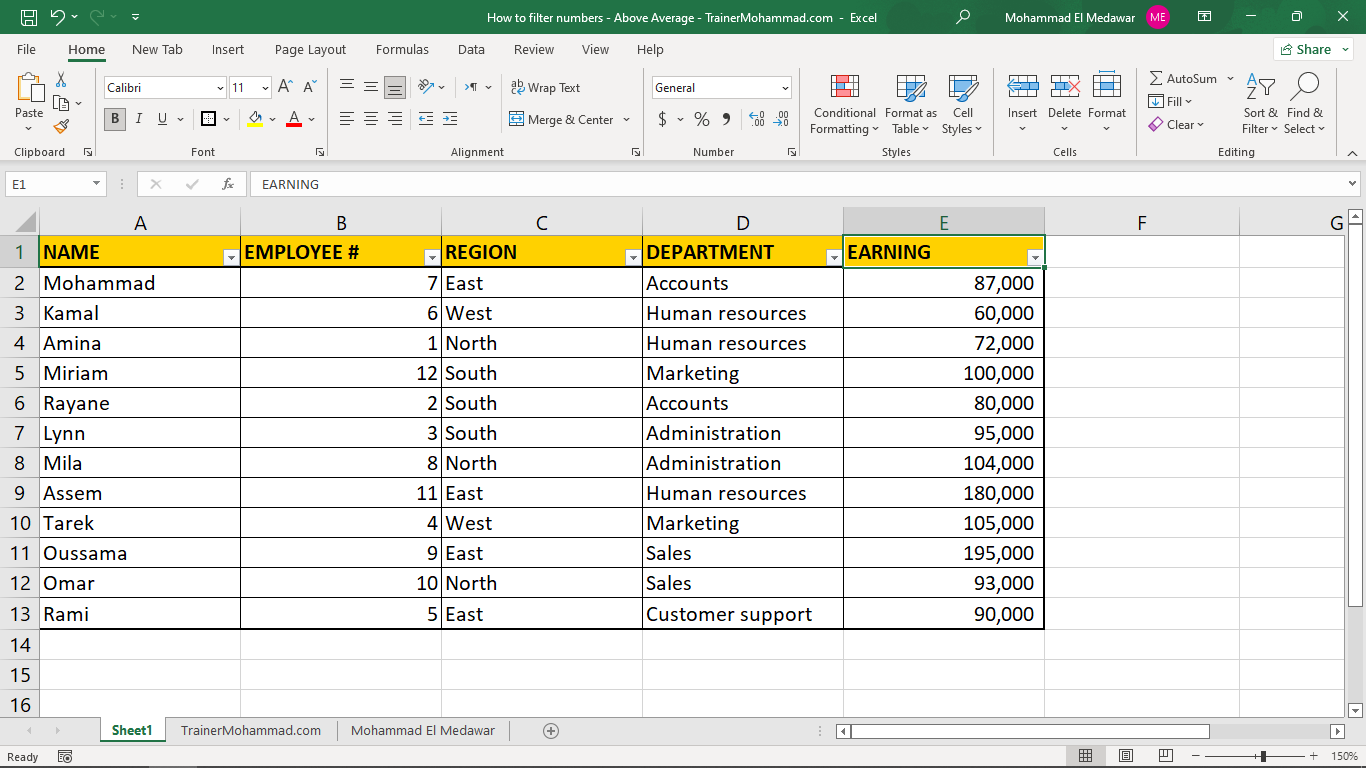 How to filter numbers - Above Average - TrainerMohammad.com - Excel
Mohammad El Medawar ME
File Home New Tab Insert Page Layout Formulas Data Review View Help Share
Paste
Calibri 11
B I U A
Wrap Text
Merge & Center
General
$ %
Conditional Formatting
Format as Table
Cell Styles
Insert Delete Format
AutoSum
Fill
Clear
Sort & Filter
Find & Select
Clipboard Font Alignment Number Styles Cells Editing
E1 fx EARNING
A B C D E F G
1 NAME EMPLOYEE # REGION DEPARTMENT EARNING
2 Mohammad 7 East Accounts 87,000
3 Kamal 6 West Human resources 60,000
4 Amina 1 North Human resources 72,000
5 Miriam 12 South Marketing 100,000
6 Rayane 2 South Accounts 80,000
7 Lynn 3 South Administration 95,000
8 Mila 8 North Administration 104,000
9 Assem 11 East Human resources 180,000
10 Tarek 4 West Marketing 105,000
11 Oussama 9 East Sales 195,000
12 Omar 10 North Sales 93,000
13 Rami 5 East Customer support 90,000
14
15
16
Sheet1 TrainerMohammad.com Mohammad El Medawar
Ready 150%